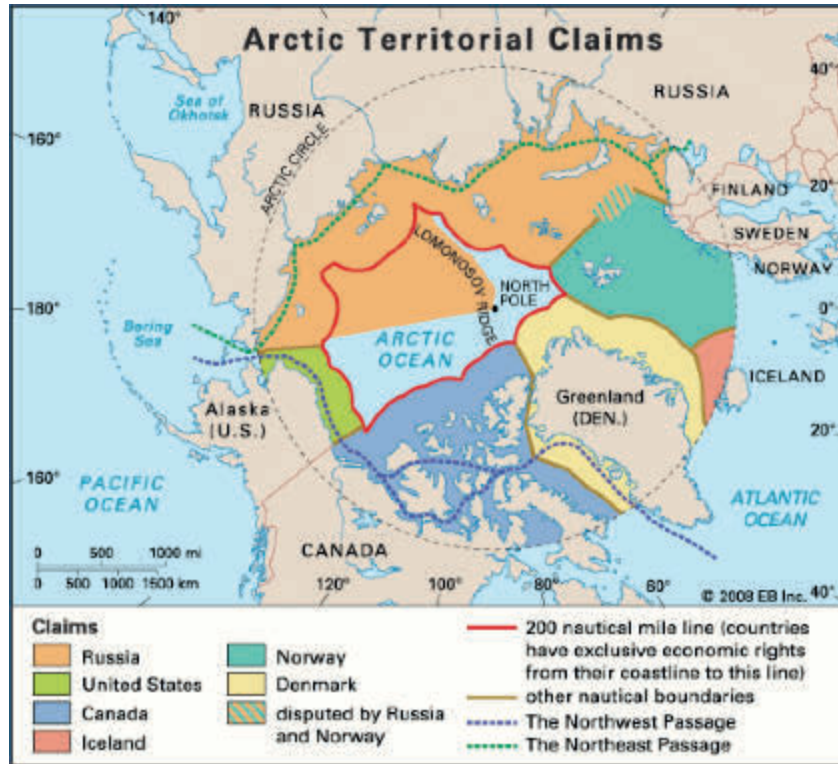 140°
Arctic Territorial Claims
40°
Sea of
Okhotsk
RUSSIA
RUSSIA
160°
ARCTIC CIRCLE
20°
FINLAND
SWEDEN
LOMONOSOV RIDGE
NORWAY
NORTH
POLE
180°
0°
Bering
Sea
ARCTIC
OCEAN
ICELAND
Greenland
(DEN.)
Alaska
(U.S.)
20°
160°
PACIFIC
OCEAN
ATLANTIC
OCEAN
CANADA
0 500 1000 mi
0 500 1000 1500 km
120°
100°
80°
60°
40°
© 2008 EB Inc.
Claims
Russia
United States
Canada
Iceland
Norway
Denmark
disputed by Russia
and Norway
200 nautical mile line (countries
have exclusive economic rights
from their coastline to this line)
other nautical boundaries
The Northwest Passage
The Northeast Passage